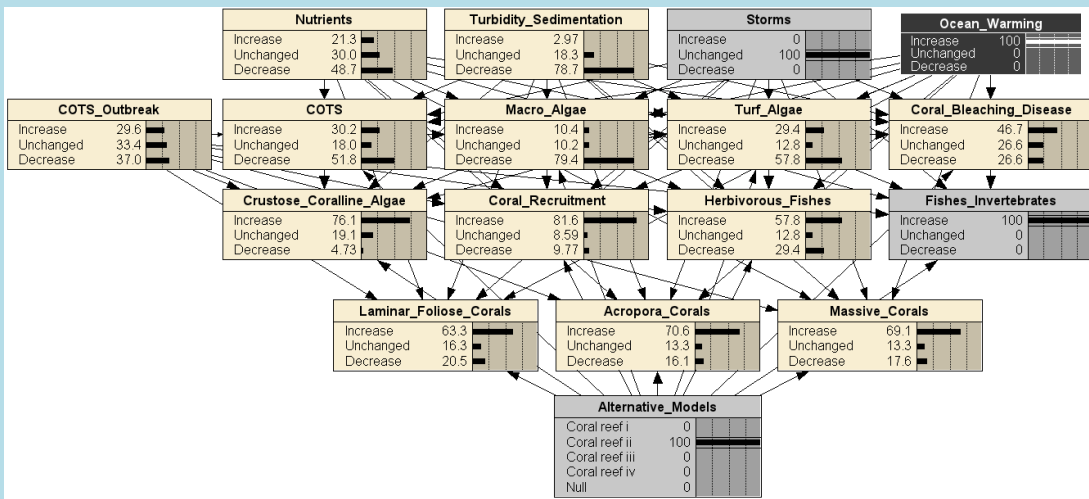 Nutrients
Increase 21.3
Unchanged 30.0
Decrease 48.7
Turbidity_Sedimentation
Increase 2.97
Unchanged 18.3
Decrease 78.7
Storms
Increase 0
Unchanged 100
Decrease 0
Ocean_Warming
Increase 100
Unchanged 0
Decrease 0
COTS_Outbreak
Increase 29.6
Unchanged 33.4
Decrease 37.0
COTS
Increase 30.2
Unchanged 18.0
Decrease 51.8
Macro_Algae
Increase 10.4
Unchanged 10.2
Decrease 79.4
Turf_Algae
Increase 29.4
Unchanged 12.8
Decrease 57.8
Coral_Bleaching_Disease
Increase 46.7
Unchanged 26.6
Decrease 26.6
Crustose_Coralline_Algae
Increase 76.1
Unchanged 19.1
Decrease 4.73
Coral_Recruitment
Increase 81.6
Unchanged 8.59
Decrease 9.77
Herbivorous_Fishes
Increase 57.8
Unchanged 12.8
Decrease 29.4
Fishes_Invertebrates
Increase 100
Unchanged 0
Decrease 0
Laminar_Foliose_Corals
Increase 63.3
Unchanged 16.3
Decrease 20.5
Acropora_Corals
Increase 70.6
Unchanged 13.3
Decrease 16.1
Massive_Corals
Increase 69.1
Unchanged 13.3
Decrease 17.6
Alternative_Models
Coral reef i 0
Coral reef ii 100
Coral reef iii 0
Coral reef iv 0
Null 0